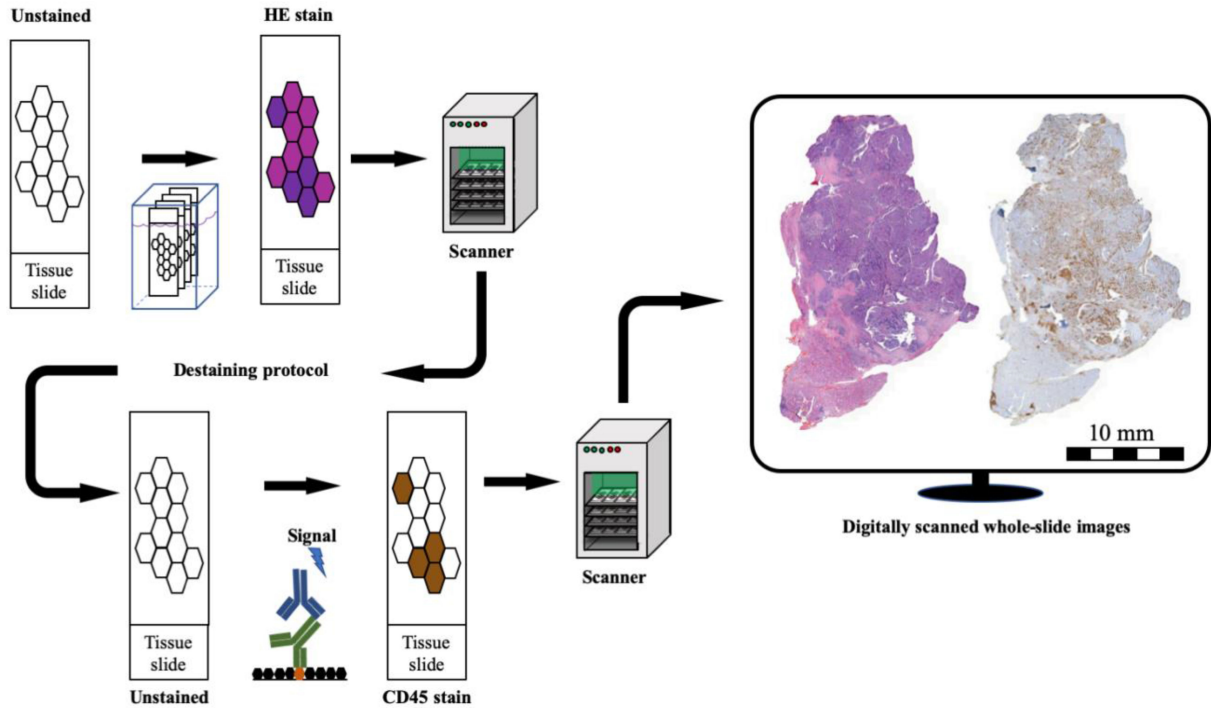 Unstained
HE stain
Tissue
slide
Tissue
slide
Scanner
Destaining protocol
Signal
Tissue
slide
Unstained
Tissue
slide
CD45 stain
Scanner
10 mm
Digitally scanned whole-slide images